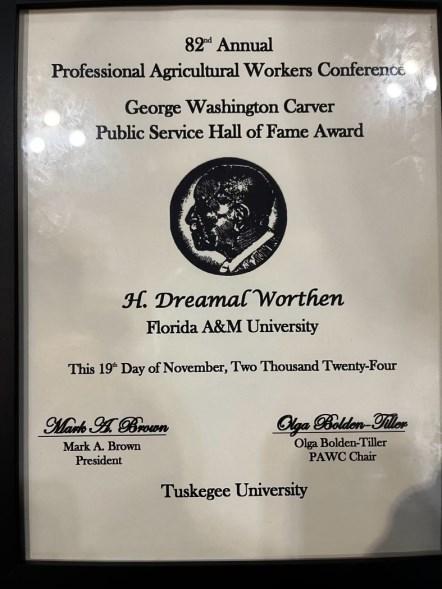 82nd Annual
Professional Agricultural Workers Conference
George Washington Carver
Public Service Hall of Fame Award
H. Dreamal Worthen
Florida A&M University
This 19th Day of November, Two Thousand Twenty-Four
Mark A. Brown
Mark A. Brown
President
Olga Bolden-Tiller
Olga Bolden-Tiller
PAWC Chair
Tuskegee University